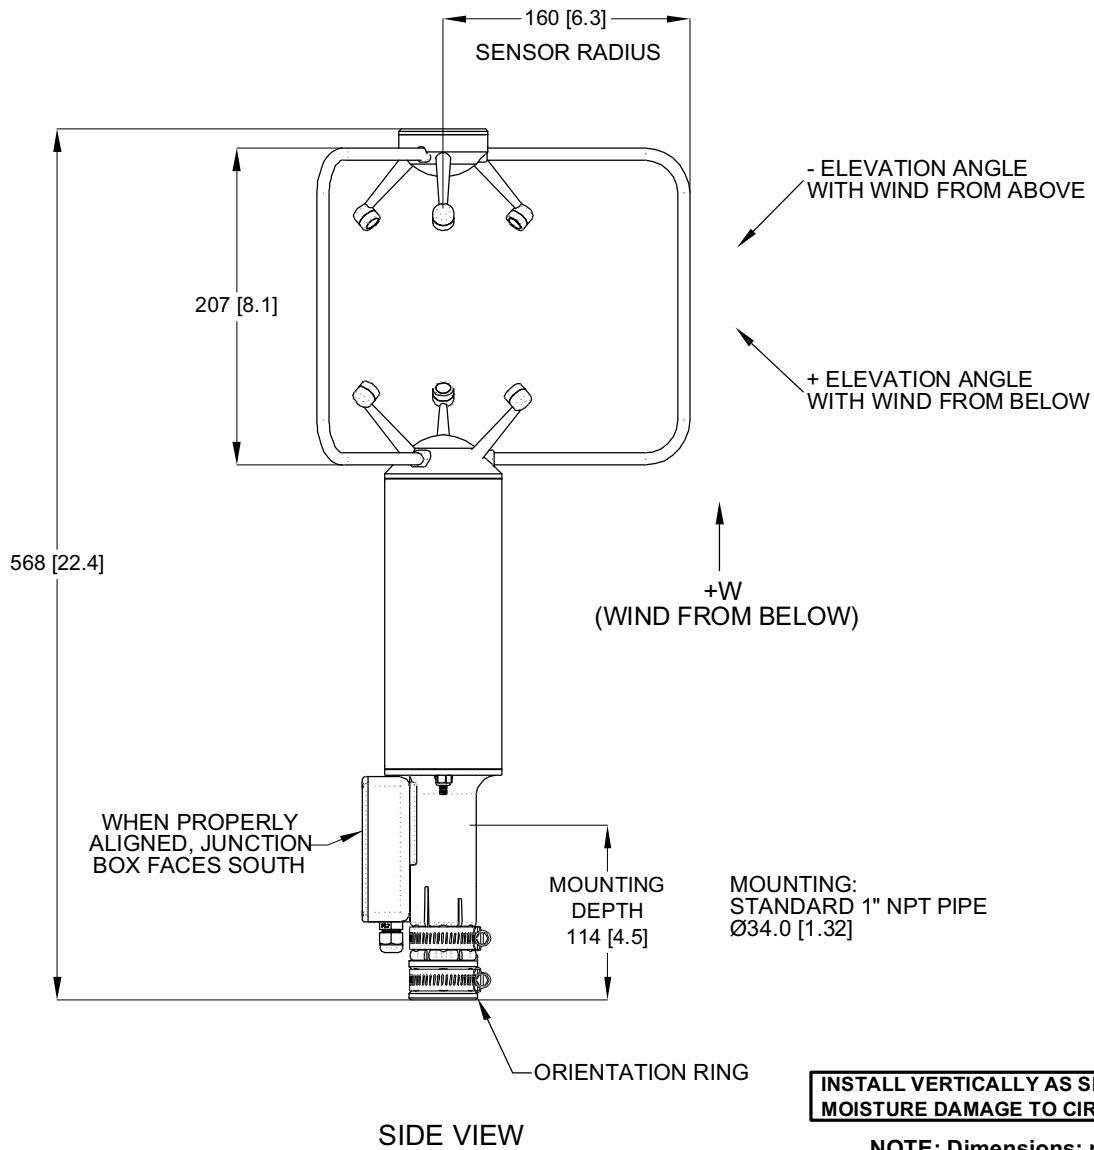 160 [6.3]
SENSOR RADIUS
- ELEVATION ANGLE
WITH WIND FROM ABOVE
207 [8.1]
+ ELEVATION ANGLE
WITH WIND FROM BELOW
568 [22.4]
+W
(WIND FROM BELOW)
WHEN PROPERLY
ALIGNED, JUNCTION
BOX FACES SOUTH
MOUNTING
DEPTH
114 [4.5]
MOUNTING:
STANDARD 1" NPT PIPE
Ø34.0 [1.32]
ORIENTATION RING
INSTALL VERTICALLY AS
MOISTURE DAMAGE TO
SIDE VIEW
NOTE: Dimensions: